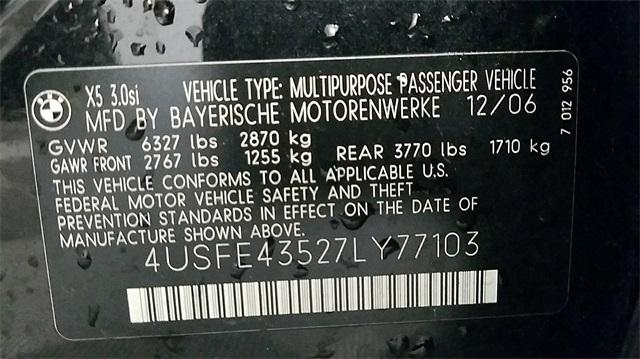 BMW
X5 3.0si VEHICLE TYPE: MULTIPURPOSE PASSENGER VEHICLE
MFD BY BAYERISCHE MOTORENWERKE 12/06
GVWR 6327 lbs 2870 kg
GAWR FRONT 2767 lbs 1255 kg REAR 3770 lbs 1710 kg
THIS VEHICLE CONFORMS TO ALL APPLICABLE U.S.
FEDERAL MOTOR VEHICLE SAFETY AND THEFT
PREVENTION STANDARDS IN EFFECT ON THE DATE OF
MANUFACTURE SHOWN ABOVE.
4USFE43527LY77103
7 012 956